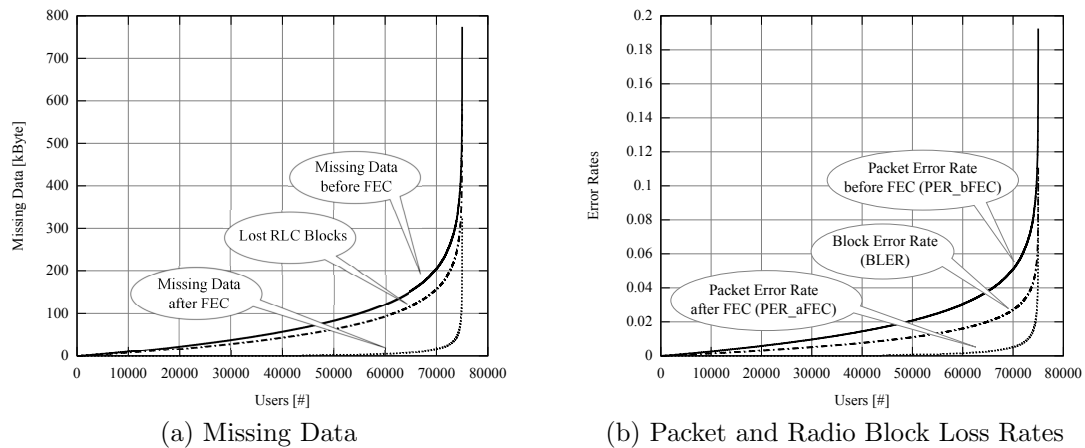 800
700
600
500
400
300
200
100
0
Missing Data [kByte]
Missing Data
before FEC
Lost RLC Blocks
Missing Data
after FEC
0 10000 20000 30000 40000 50000 60000 70000 80000
Users [#]
(a) Missing Data
0.2
0.18
0.16
0.14
0.12
0.1
0.08
0.06
0.04
0.02
0
Error Rates
Packet Error Rate
before FEC (PER_bFEC)
Block Error Rate
(BLER)
Packet Error Rate
after FEC (PER_aFEC)
0 10000 20000 30000 40000 50000 60000 70000 80000
Users [#]
(b) Packet and Radio Block Loss Rates